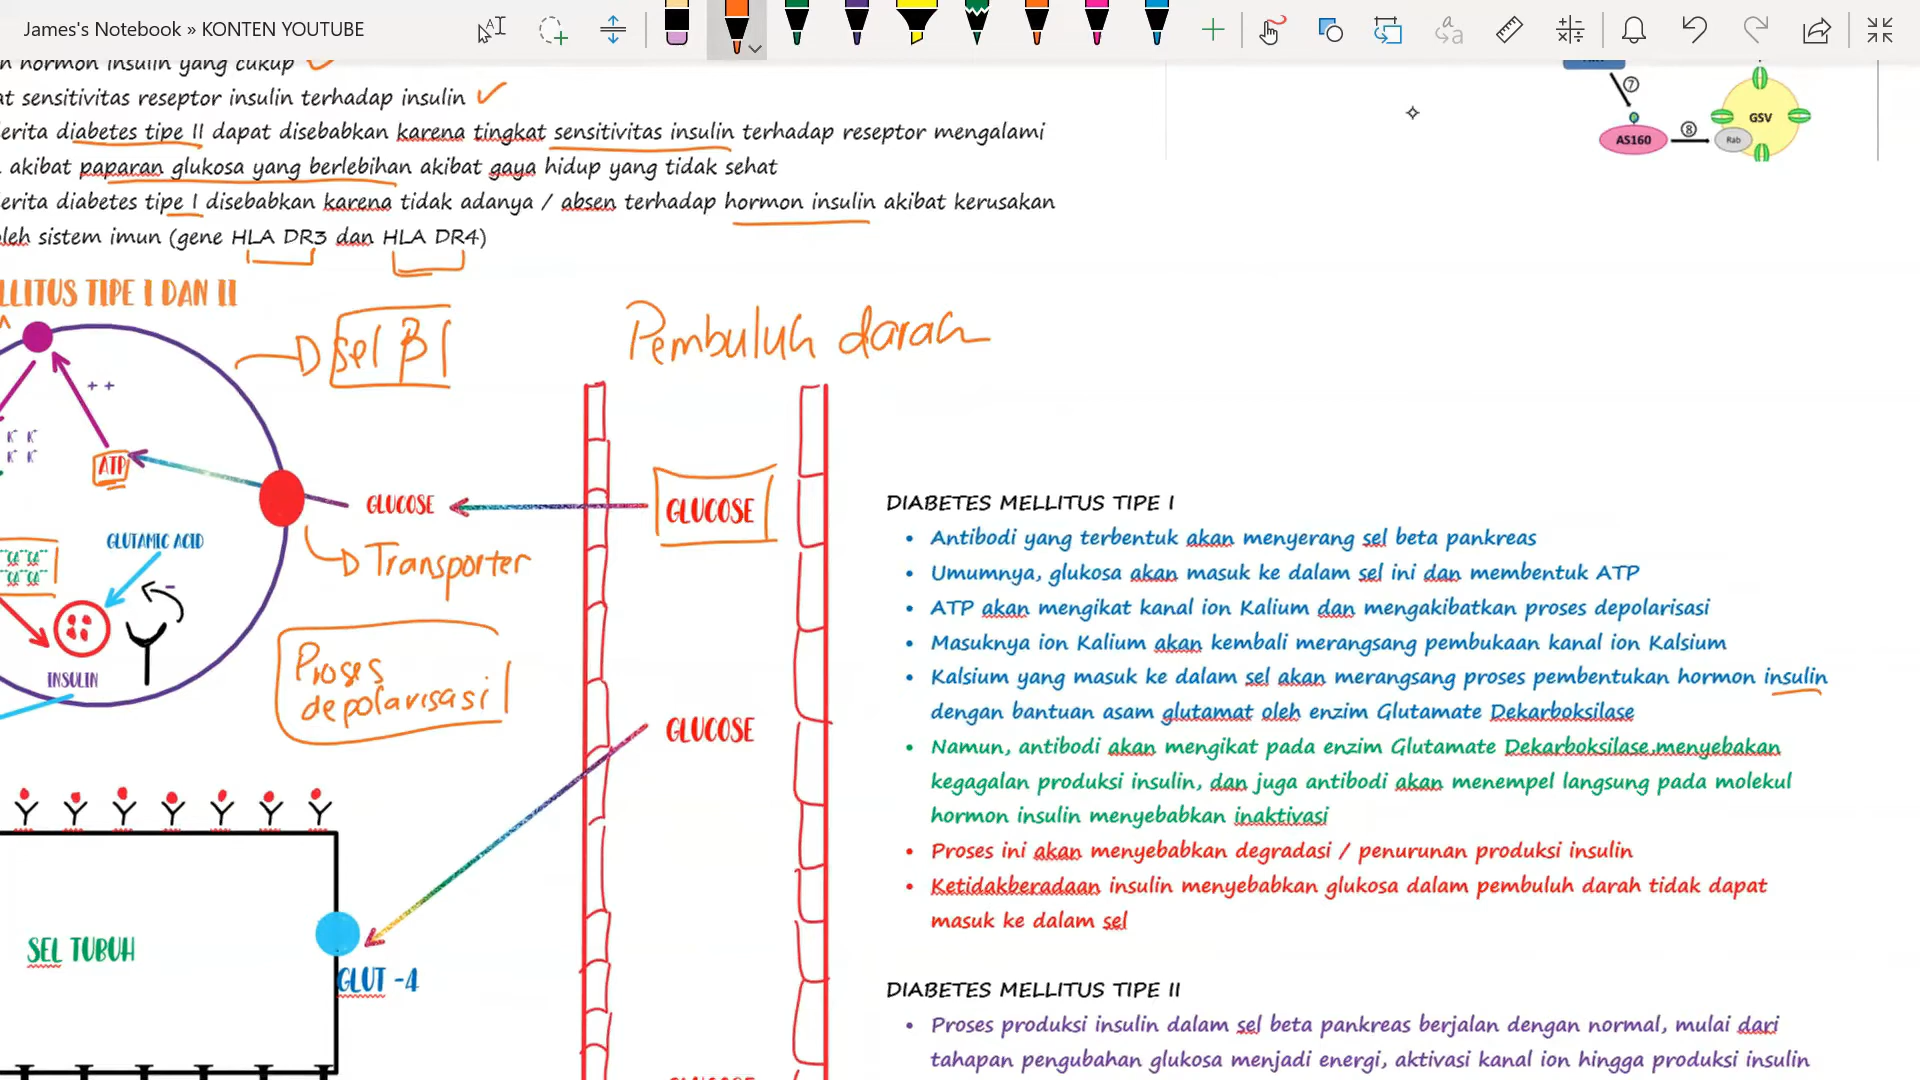 James's Notebook » KONTEN YOUTUBE
n hormon insulin yang cukup
at sensitivitas reseptor insulin terhadap insulin
erita diabetes tipe II dapat disebabkan karena tingkat sensitivitas insulin terhadap reseptor mengalami
akibat paparan glukosa yang berlebihan akibat gaya hidup yang tidak sehat
erita diabetes tipe I disebabkan karena tidak adanya / absen terhadap hormon insulin akibat kerusakan
oleh sistem imun (gene HLA DR3 dan HLA DR4)
⑦
GSV
AS160
⑧
Rab
LLITUS TIPE I DAN II
sel β
Pembuluh darah
+ +
K+ K+
K+ K+
ATP
GLUCOSE
GLUCOSE
Transporter
GLUTAMIC ACID
CA++ CA++
CA++ CA++
-
INSULIN
Proses
depolarisasi
GLUCOSE
SEL TUBUH
GLUT -4
DIABETES MELLITUS TIPE I
• Antibodi yang terbentuk akan menyerang sel beta pankreas
• Umumnya, glukosa akan masuk ke dalam sel ini dan membentuk ATP
• ATP akan mengikat kanal ion Kalium dan mengakibatkan proses depolarisasi
• Masuknya ion Kalium akan kembali merangsang pembukaan kanal ion Kalsium
• Kalsium yang masuk ke dalam sel akan merangsang proses pembentukan hormon insulin
dengan bantuan asam glutamat oleh enzim Glutamate Dekarboksilase
• Namun, antibodi akan mengikat pada enzim Glutamate Dekarboksilase,menyebakan
kegagalan produksi insulin, dan juga antibodi akan menempel langsung pada molekul
hormon insulin menyebabkan inaktivasi
• Proses ini akan menyebabkan degradasi / penurunan produksi insulin
• Ketidakberadaan insulin menyebabkan glukosa dalam pembuluh darah tidak dapat
masuk ke dalam sel
DIABETES MELLITUS TIPE II
• Proses produksi insulin dalam sel beta pankreas berjalan dengan normal, mulai dari
tahapan pengubahan glukosa menjadi energi, aktivasi kanal ion hingga produksi insulin